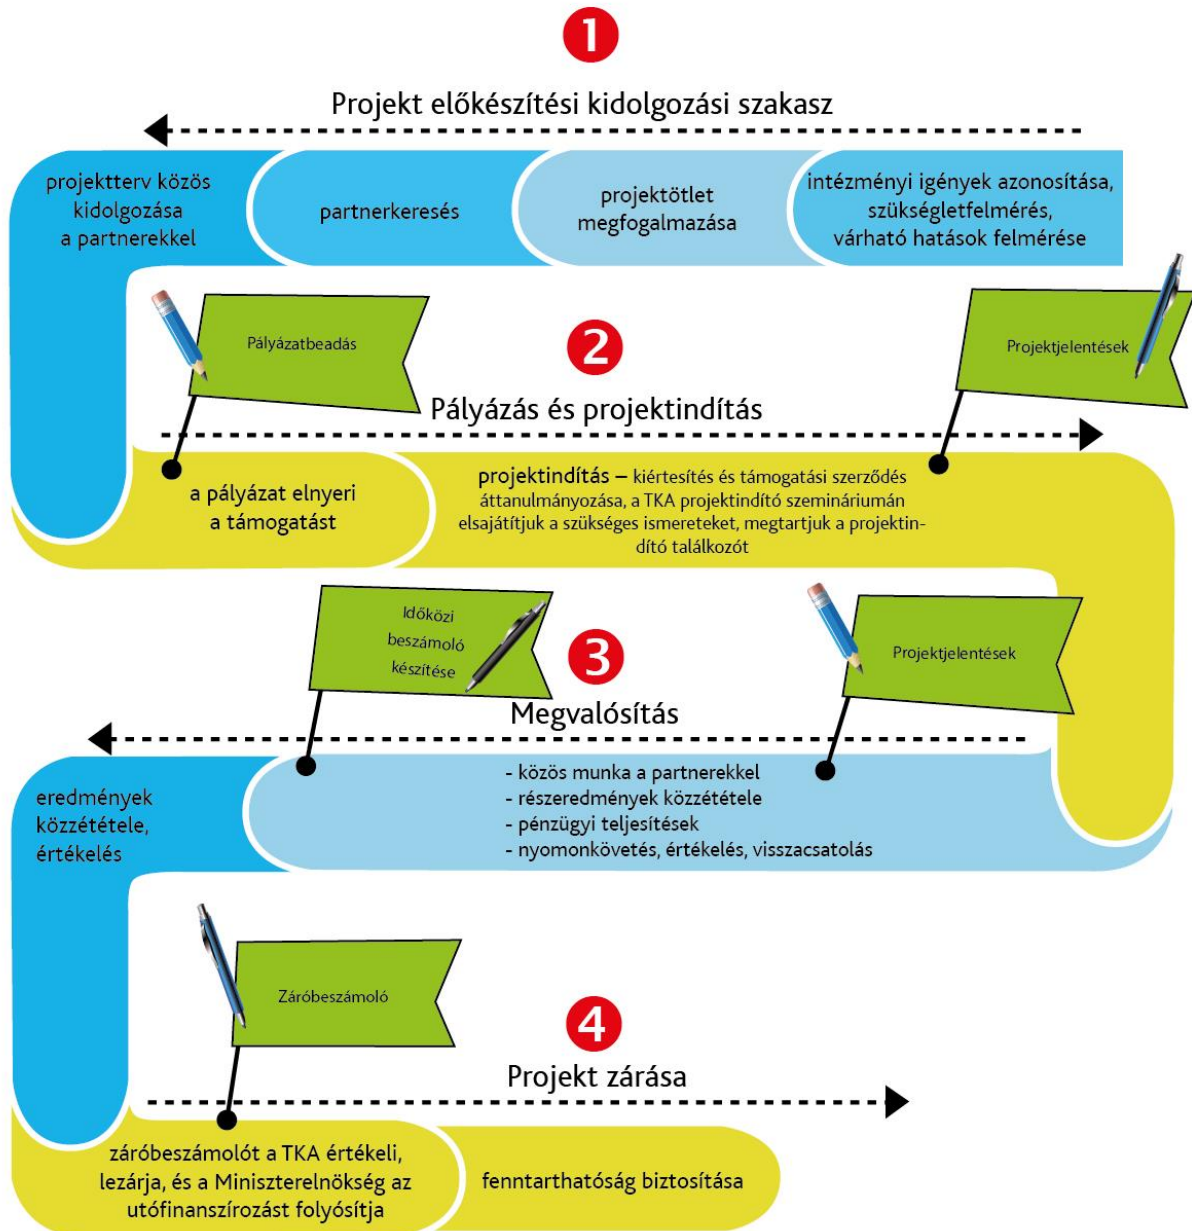 1
Projekt előkészítési kidolgozási szakasz
intézményi igények azonosítása,
szükségletfelmérés,
várható hatások felmérése
projektötlet
megfogalmazása
partnerkeresés
projektterv közös
kidolgozása
a partnerekkel
2
Pályázatbeadás
Projektjelentések
Pályázás és projektindítás
a pályázat elnyeri
a támogatást
projektindítás – kiértesítés és támogatási szerződés
áttanulmányozása, a TKA projektindító szemináriumán
elsajátítjuk a szükséges ismereteket, megtartjuk a projektin-
dító találkozót
3
Projektjelentések
Időközi
beszámoló
készítése
Megvalósítás
- közös munka a partnerekkel
- részeredmények közzététele
- pénzügyi teljesítések
- nyomonkövetés, értékelés, visszacsatolás
eredmények
közzététele,
értékelés
Záróbeszámoló
4
Projekt zárása
záróbeszámolót a TKA értékeli,
lezárja, és a Miniszterelnökség az
utófinanszírozást folyósítja
fenntarthatóság biztosítása